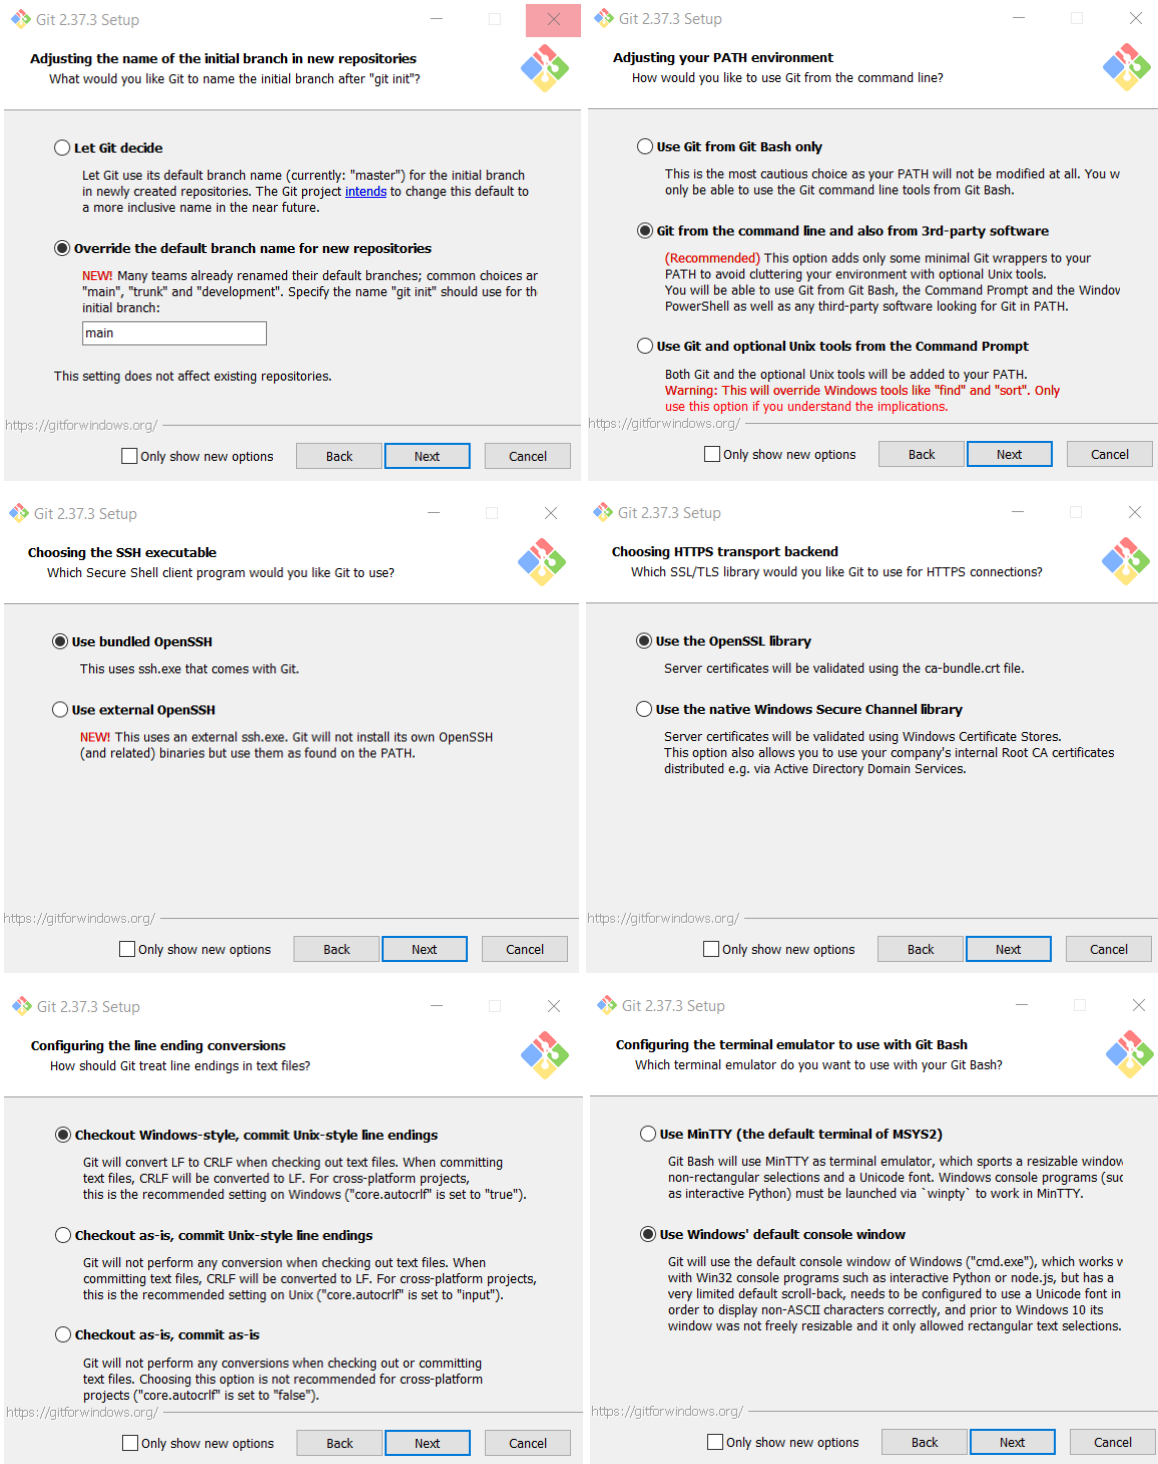 Git 2.37.3 Setup
Adjusting the name of the initial branch in new repositories
What would you like Git to name the initial branch after "git init"?
Let Git decide
Let Git use its default branch name (currently: "master") for the initial branch
in newly created repositories. The Git project intends to change this default to
a more inclusive name in the near future.
Override the default branch name for new repositories
NEW! Many teams already renamed their default branches; common choices ar
"main", "trunk" and "development". Specify the name "git init" should use for th
initial branch:
main
This setting does not affect existing repositories.
https://gitforwindows.org/
Only show new options
Back
Next
Cancel
Git 2.37.3 Setup
Adjusting your PATH environment
How would you like to use Git from the command line?
Use Git from Git Bash only
This is the most cautious choice as your PATH will not be modified at all. You w
only be able to use the Git command line tools from Git Bash.
Git from the command line and also from 3rd-party software
(Recommended) This option adds only some minimal Git wrappers to your
PATH to avoid cluttering your environment with optional Unix tools.
You will be able to use Git from Git Bash, the Command Prompt and the Window
PowerShell as well as any third-party software looking for Git in PATH.
Use Git and optional Unix tools from the Command Prompt
Both Git and the optional Unix tools will be added to your PATH.
Warning: This will override Windows tools like "find" and "sort". Only
use this option if you understand the implications.
https://gitforwindows.org/
Only show new options
Back
Next
Cancel
Git 2.37.3 Setup
Choosing the SSH executable
Which Secure Shell client program would you like Git to use?
Use bundled OpenSSH
This uses ssh.exe that comes with Git.
Use external OpenSSH
NEW! This uses an external ssh.exe. Git will not install its own OpenSSH
(and related) binaries but use them as found on the PATH.
https://gitforwindows.org/
Only show new options
Back
Next
Cancel
Git 2.37.3 Setup
Choosing HTTPS transport backend
Which SSL/TLS library would you like Git to use for HTTPS connections?
Use the OpenSSL library
Server certificates will be validated using the ca-bundle.crt file.
Use the native Windows Secure Channel library
Server certificates will be validated using Windows Certificate Stores.
This option also allows you to use your company's internal Root CA certificates
distributed e.g. via Active Directory Domain Services.
https://gitforwindows.org/
Only show new options
Back
Next
Cancel
Git 2.37.3 Setup
Configuring the line ending conversions
How should Git treat line endings in text files?
Checkout Windows-style, commit Unix-style line endings
Git will convert LF to CRLF when checking out text files. When committing
text files, CRLF will be converted to LF. For cross-platform projects,
this is the recommended setting on Windows ("core.autocrlf" is set to "true").
Checkout as-is, commit Unix-style line endings
Git will not perform any conversion when checking out text files. When
committing text files, CRLF will be converted to LF. For cross-platform projects,
this is the recommended setting on Unix ("core.autocrlf" is set to "input").
Checkout as-is, commit as-is
Git will not perform any conversions when checking out or committing
text files. Choosing this option is not recommended for cross-platform
projects ("core.autocrlf" is set to "false").
https://gitforwindows.org/
Only show new options
Back
Next
Cancel
Git 2.37.3 Setup
Configuring the terminal emulator to use with Git Bash
Which terminal emulator do you want to use with your Git Bash?
Use MinTTY (the default terminal of MSYS2)
Git Bash will use MinTTY as terminal emulator, which sports a resizable window
non-rectangular selections and a Unicode font. Windows console programs (suc
as interactive Python) must be launched via `winpty` to work in MinTTY.
Use Windows' default console window
Git will use the default console window of Windows ("cmd.exe"), which works w
with Win32 console programs such as interactive Python or node.js, but has a
very limited default scroll-back, needs to be configured to use a Unicode font in
order to display non-ASCII characters correctly, and prior to Windows 10 its
window was not freely resizable and it only allowed rectangular text selections.
https://gitforwindows.org/
Only show new options
Back
Next
Cancel